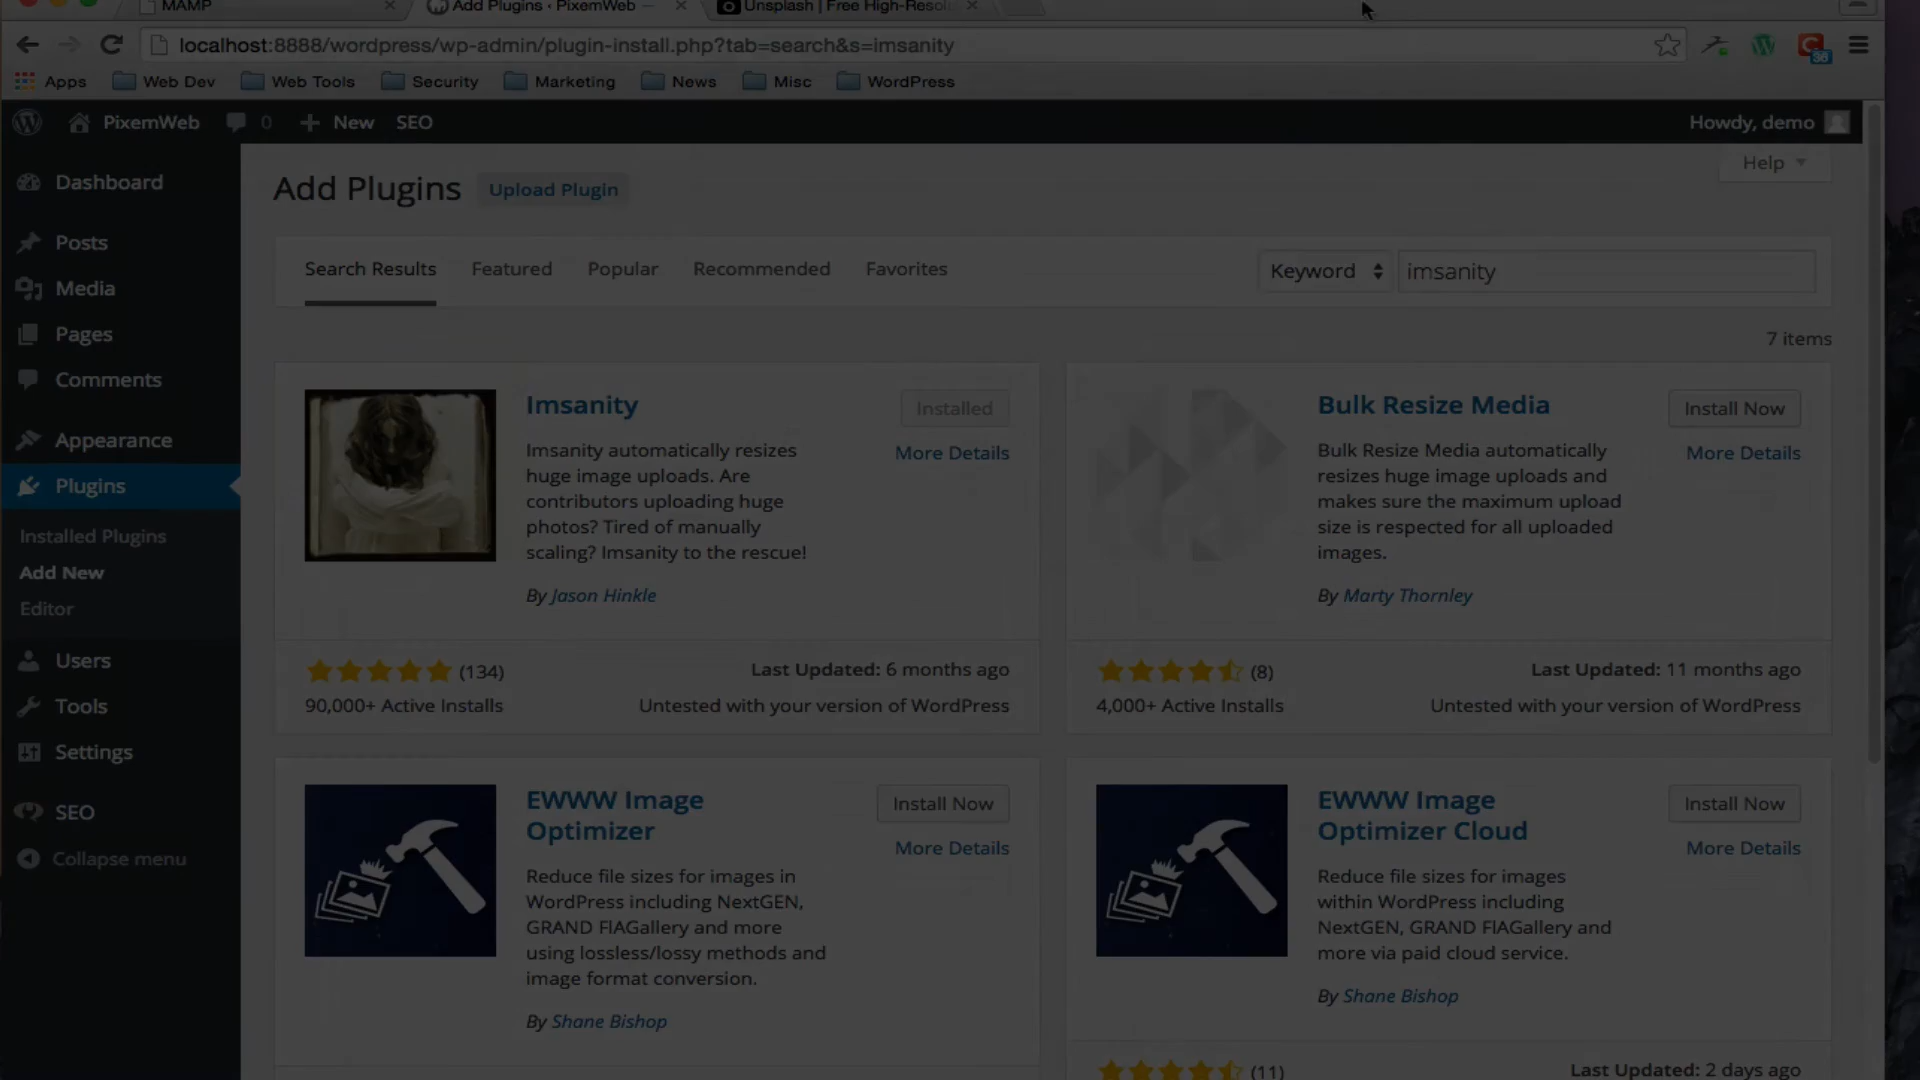 MAMP
Add Plugins ‹ PixemWeb —
Unsplash | Free High-Resol
localhost:8888/wordpress/wp-admin/plugin-install.php?tab=search&s=imsanity
36
Apps
Web Dev
Web Tools
Security
Marketing
News
Misc
WordPress
PixemWeb
0
New
SEO
Howdy, demo
Help
Dashboard
Posts
Media
Pages
Comments
Appearance
Plugins
Installed Plugins
Add New
Editor
Users
Tools
Settings
SEO
Collapse menu
Add Plugins
Upload Plugin
Search Results
Featured
Popular
Recommended
Favorites
Keyword
imsanity
7 items
Imsanity
Installed
More Details
Imsanity automatically resizes
huge image uploads. Are
contributors uploading huge
photos? Tired of manually
scaling? Imsanity to the rescue!
By Jason Hinkle
(134)
90,000+ Active Installs
Last Updated: 6 months ago
Untested with your version of WordPress
Bulk Resize Media
Install Now
More Details
Bulk Resize Media automatically
resizes huge image uploads and
makes sure the maximum upload
size is respected for all uploaded
images.
By Marty Thornley
(8)
4,000+ Active Installs
Last Updated: 11 months ago
Untested with your version of WordPress
EWWW Image
Optimizer
Install Now
More Details
Reduce file sizes for images in
WordPress including NextGEN,
GRAND FlAGallery and more
using lossless/lossy methods and
image format conversion.
By Shane Bishop
EWWW Image
Optimizer Cloud
Install Now
More Details
Reduce file sizes for images
within WordPress including
NextGEN, GRAND FlAGallery and
more via paid cloud service.
By Shane Bishop
(11)
Last Updated: 2 days ago